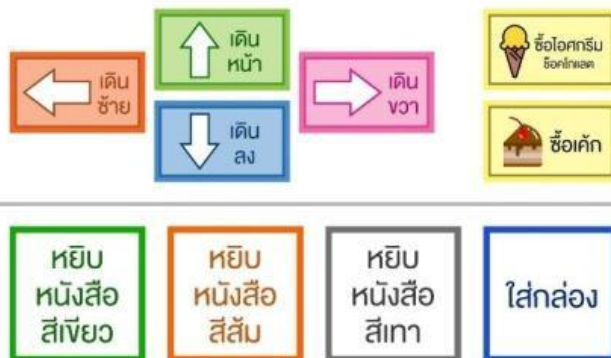 เดิน
หน้า
เดิน
ซ้าย
เดิน
ลง
เดิน
ขวา
ซื้อไอศกรีม
ช็อคโกแลต
ซื้อเค้ก
หยิบ
หนังสือ
สีเขียว
หยิบ
หนังสือ
สีส้ม
หยิบ
หนังสือ
สีเทา
ใส่กล่อง